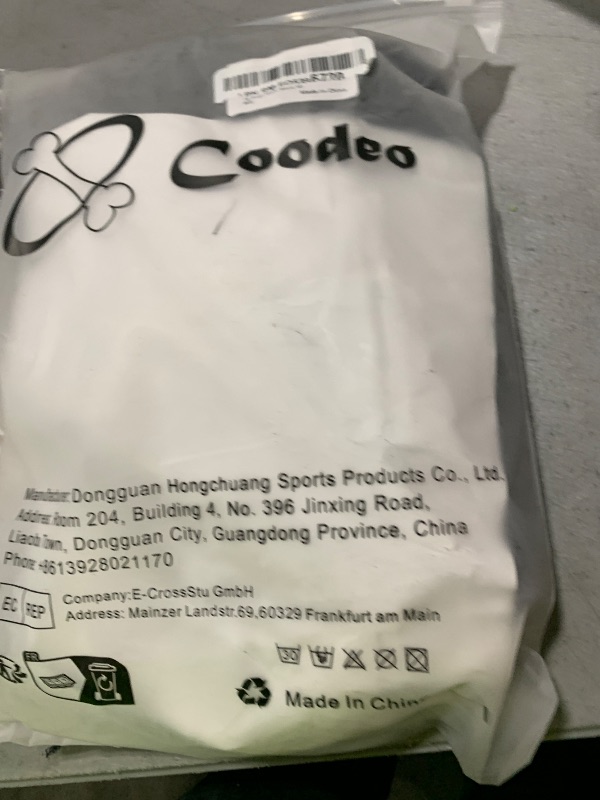 Coodeo
Manufacturer: Dongguan Hongchuang Sports Products Co., Ltd.
Address: Room 204, Building 4, No. 396 Jinxing Road,
Town, Dongguan City, Guangdong Province, China
Phone +8613928021170
EC REP
Company:E-CrossStu GmbH
Address: Mainzer Landstr.69,60329 Frankfurt am Main
FR
30
Made In